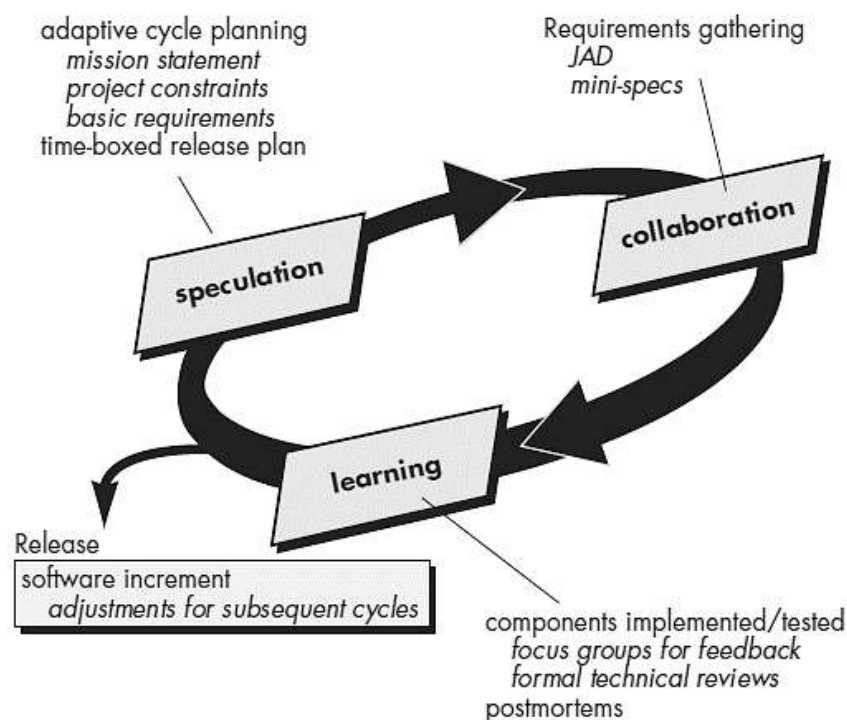 adaptive cycle planning
mission statement
project constraints
basic requirements
time-boxed release plan
Requirements gathering
JAD
mini-specs
speculation
collaboration
learning
Release
software increment
adjustments for subsequent cycles
components implemented/tested
focus groups for feedback
formal technical reviews
postmortems